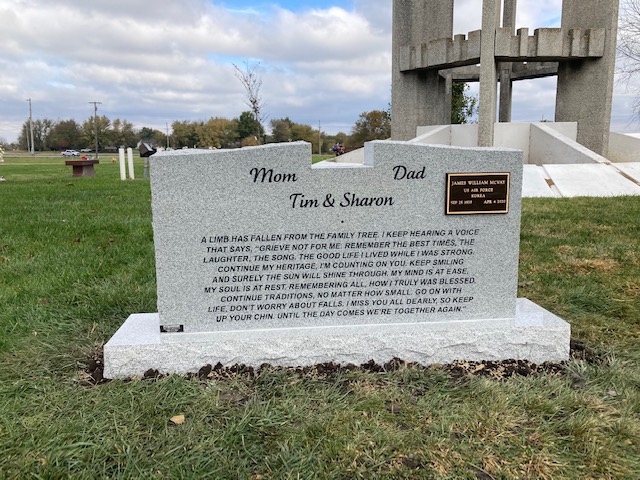 Mom Dad
Tim & Sharon
JAMES WILLIAM MCVAY
US AIR FORCE
KOREA
A LIMB HAS FALLEN FROM THE FAMILY TREE. I KEEP HEARING A VOICE
THAT SAYS, "GRIEVE NOT FOR ME. REMEMBER THE BEST TIMES, THE
LAUGHTER, THE SONG. THE GOOD LIFE I LIVED WHILE I WAS STRONG.
CONTINUE MY HERITAGE, I'M COUNTING ON YOU. KEEP SMILING
AND SURELY THE SUN WILL SHINE THROUGH. MY MIND IS AT EASE,
MY SOUL IS AT REST. REMEMBERING ALL, HOW I TRULY WAS BLESSED.
CONTINUE TRADITIONS, NO MATTER HOW SMALL. GO ON WITH
LIFE, DON'T WORRY ABOUT FALLS. I MISS YOU ALL DEARLY, SO KEEP
UP YOUR CHIN. UNTIL THE DAY COMES WE'RE TOGETHER AGAIN.